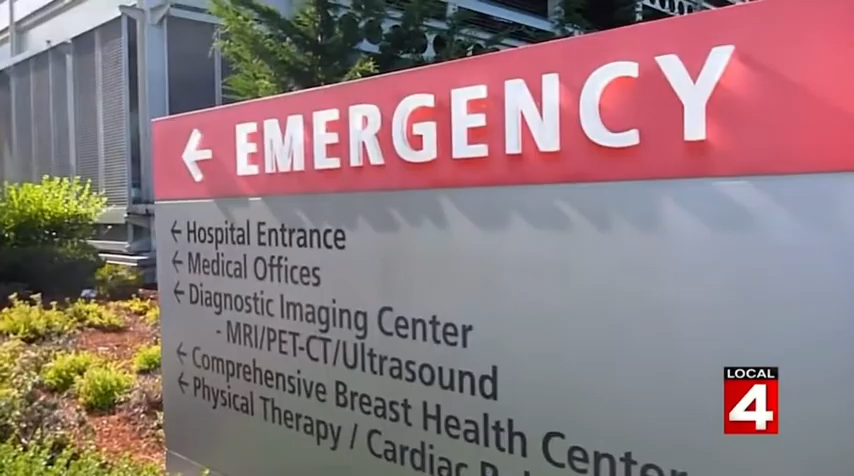 ← EMERGENCY
← Hospital Entrance
← Medical Offices
← Diagnostic Imaging Center
- MRI/PET-CT/Ultrasound
← Comprehensive Breast Health Center
← Physical Therapy / Cardiac
LOCAL
4